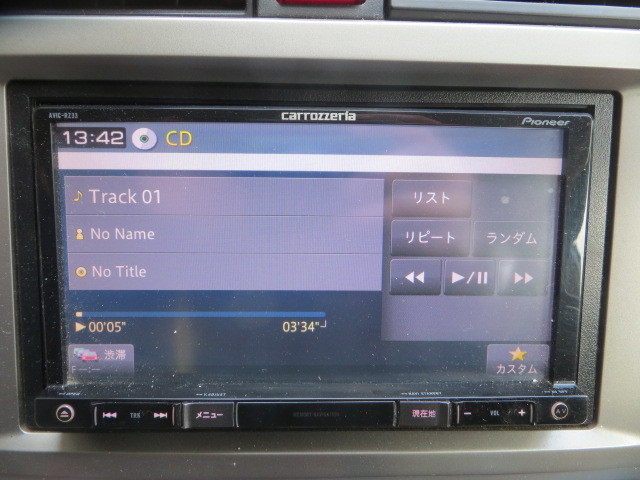 AVIC-RZ33
carrozzeria
Pioneer
13:42 CD
Track 01
No Name
No Title
リスト
リピート
ランダム
00'05"
03'34"
渋滞
カスタム
TRK
メニュー
現在地
− VOL +
AV